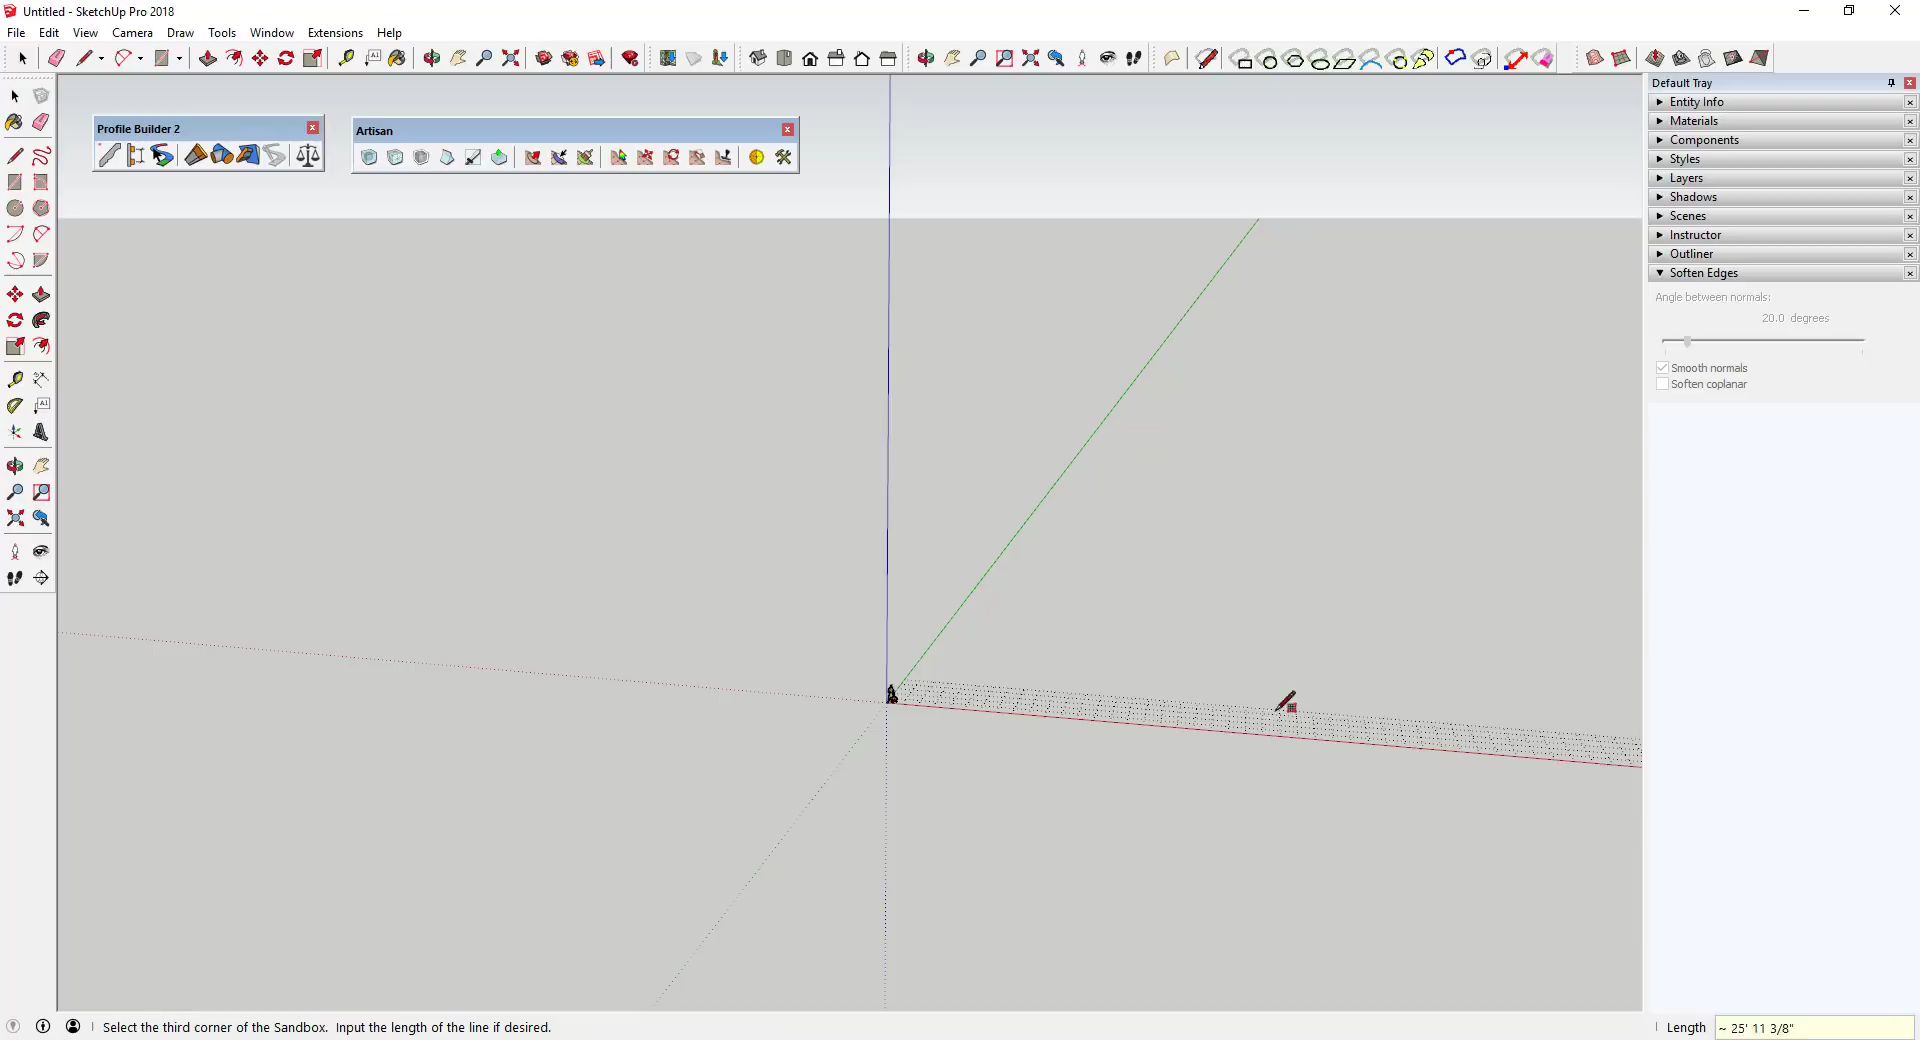 Untitled - SketchUp Pro 2018
File Edit View Camera Draw Tools Window Extensions Help
Default Tray
Entity Info
Materials
Components
Styles
Layers
Shadows
Scenes
Instructor
Outliner
Soften Edges
Angle between normals:
20.0 degrees
Smooth normals
Soften coplanar
Profile Builder 2
Artisan
Select the third corner of the Sandbox. Input the length of the line if desired.
Length ~ 25' 11 3/8"